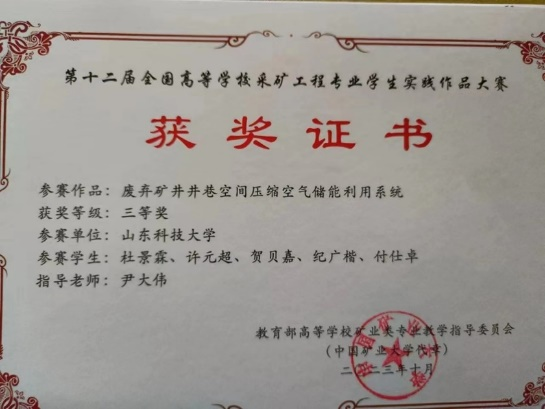 第十二届全国高等学校采矿工程专业学生实践作品大赛
获奖证书
参赛作品：废弃矿井井巷空间压缩空气储能利用系统
获奖等级：三等奖
参赛单位：山东科技大学
参赛学生：杜景霖、许元超、贺贝嘉、纪广楷、付仕卓
指导老师：尹大伟
教育部高等学校矿业类专业教学指导委员会
（中国矿业大学代章）
二〇二三年十月